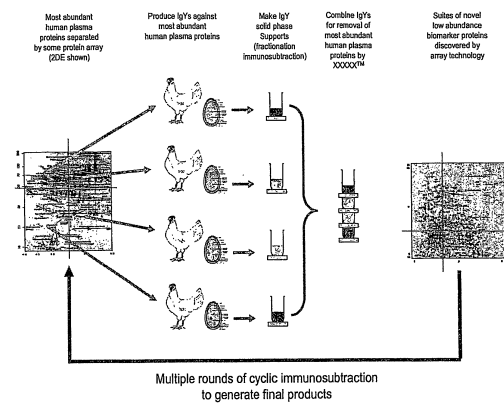 Most abundant
human plasma
proteins separated
by some protein array
(2DE shown)
Produce IgYs against
most abundant
human plasma proteins
Make IgY
solid phase
Supports
(fractionation
immunosubtraction)
Combine IgYs
for removal of
most abundant
human plasma
proteins by
XXXXX™
Suites of novel
low abundance
biomarker proteins
discovered by
array technology
Multiple rounds of cyclic immunosubtraction
to generate final products